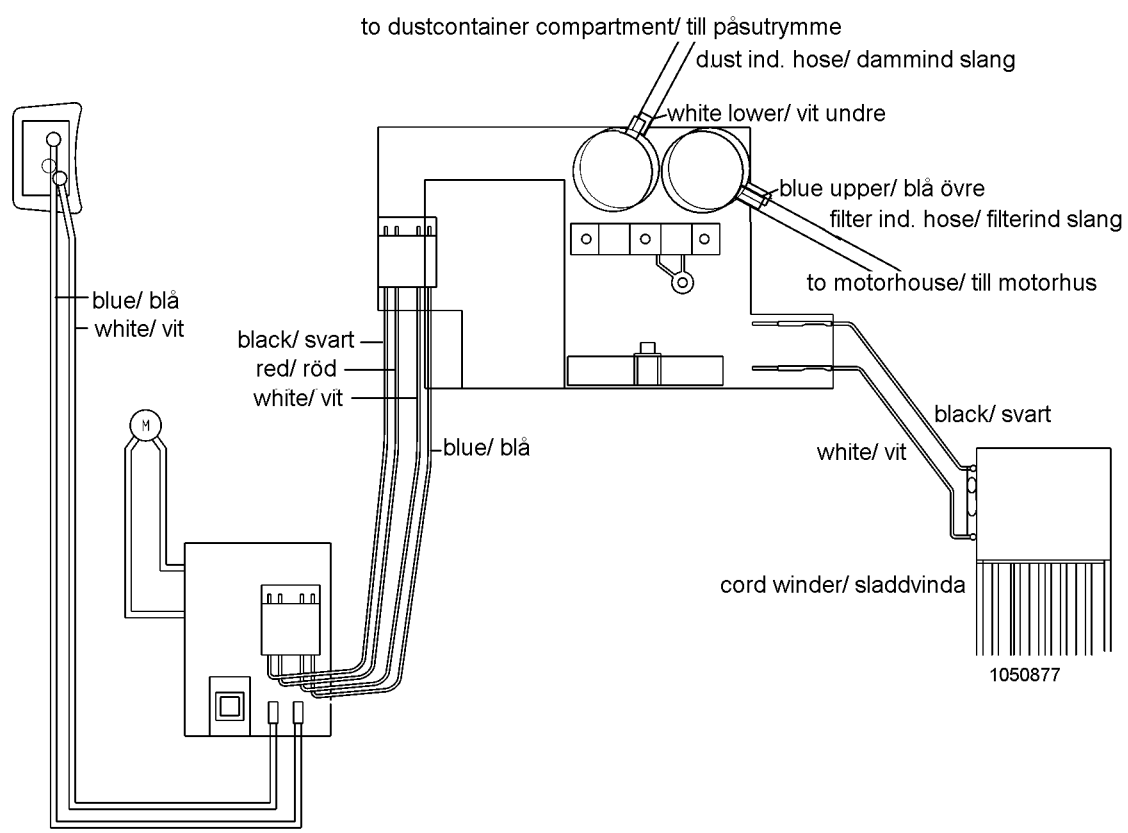 to dustcontainer compartment/ till påsutrymme
dust ind. hose/ dammind slang
white lower/ vit undre
blue upper/ blå övre
filter ind. hose/ filterind slang
to motorhouse/ till motorhus
blue/ blå
white/ vit
black/ svart
red/ röd
white/ vit
blue/ blå
M
black/ svart
white/ vit
cord winder/ sladdvinda
1050877